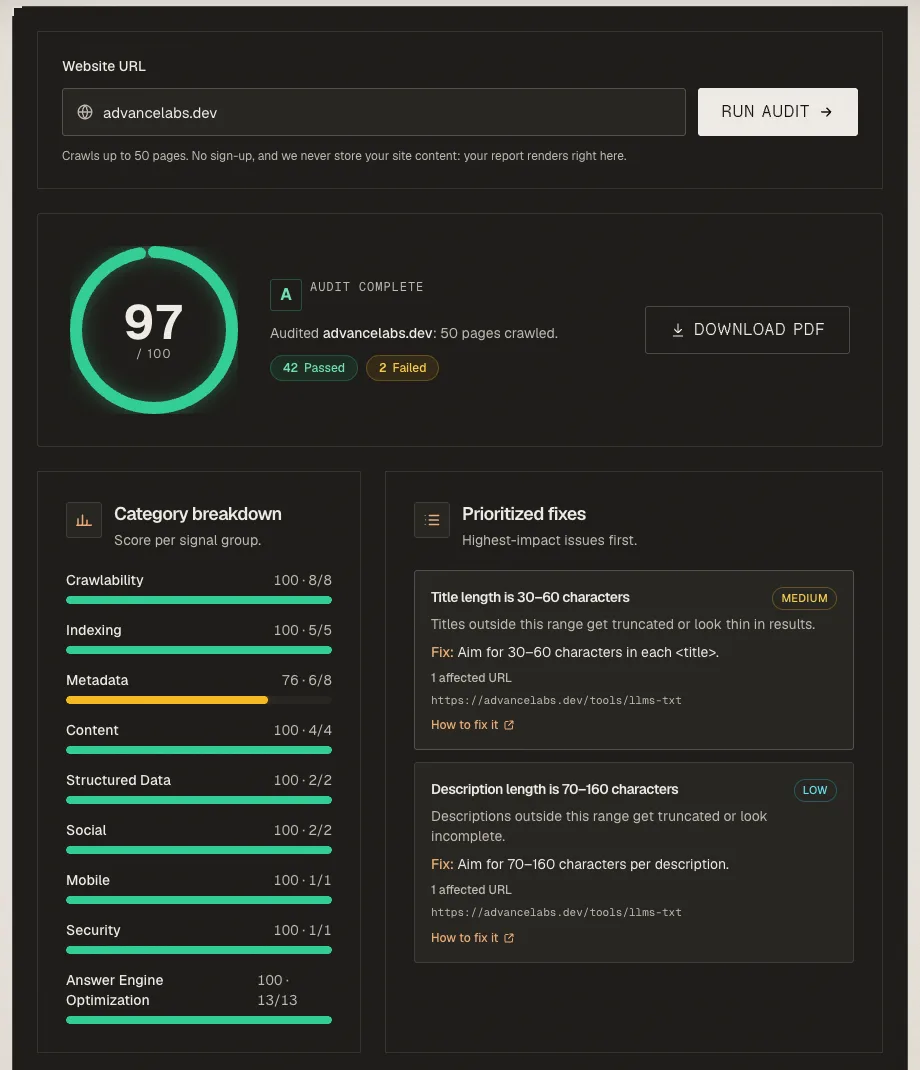 Website URL
advancelabs.dev
RUN AUDIT →
Crawls up to 50 pages. No sign-up, and we never store your site content: your report renders right here.
97
/ 100
A
AUDIT COMPLETE
Audited advancelabs.dev: 50 pages crawled.
42 Passed
2 Failed
DOWNLOAD PDF
Category breakdown
Score per signal group.
Crawlability 100 · 8/8
Indexing 100 · 5/5
Metadata 76 · 6/8
Content 100 · 4/4
Structured Data 100 · 2/2
Social 100 · 2/2
Mobile 100 · 1/1
Security 100 · 1/1
Answer Engine 100 ·
Optimization 13/13
Prioritized fixes
Highest-impact issues first.
Title length is 30–60 characters MEDIUM
Titles outside this range get truncated or look thin in results.
Fix: Aim for 30–60 characters in each <title>.
1 affected URL
https://advancelabs.dev/tools/llms-txt
How to fix it
Description length is 70–160 characters LOW
Descriptions outside this range get truncated or look
incomplete.
Fix: Aim for 70–160 characters per description.
1 affected URL
https://advancelabs.dev/tools/llms-txt
How to fix it